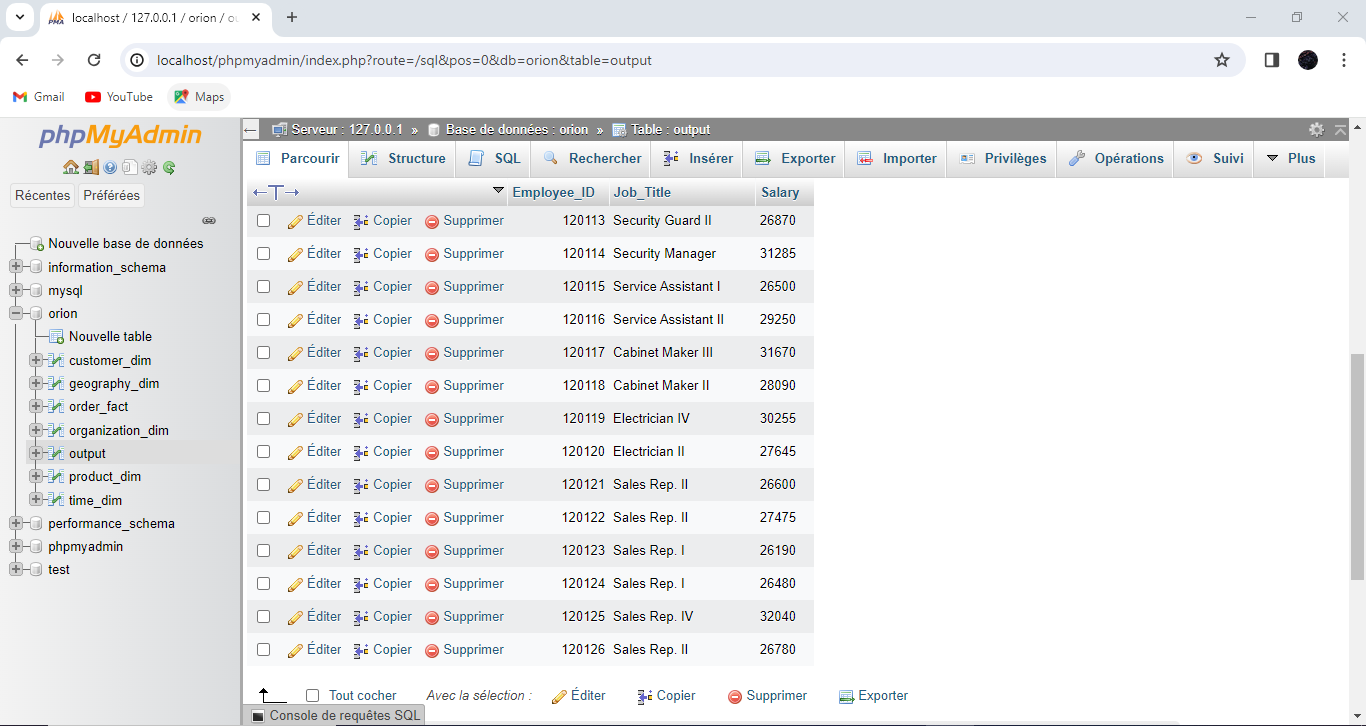 localhost / 127.0.0.1 / orion / ou
localhost/phpmyadmin/index.php?route=/sql&pos=0&db=orion&table=output
Gmail YouTube Maps
phpMyAdmin
Récentes Préférées
Nouvelle base de données
information_schema
mysql
orion
Nouvelle table
customer_dim
geography_dim
order_fact
organization_dim
output
product_dim
time_dim
performance_schema
phpmyadmin
test
Serveur : 127.0.0.1 » Base de données : orion » Table : output
Parcourir Structure SQL Rechercher Insérer Exporter Importer Privilèges Opérations Suivi Plus
←T→ Employee_ID Job_Title Salary
Éditer Copier Supprimer 120113 Security Guard II 26870
Éditer Copier Supprimer 120114 Security Manager 31285
Éditer Copier Supprimer 120115 Service Assistant I 26500
Éditer Copier Supprimer 120116 Service Assistant II 29250
Éditer Copier Supprimer 120117 Cabinet Maker III 31670
Éditer Copier Supprimer 120118 Cabinet Maker II 28090
Éditer Copier Supprimer 120119 Electrician IV 30255
Éditer Copier Supprimer 120120 Electrician II 27645
Éditer Copier Supprimer 120121 Sales Rep. II 26600
Éditer Copier Supprimer 120122 Sales Rep. II 27475
Éditer Copier Supprimer 120123 Sales Rep. I 26190
Éditer Copier Supprimer 120124 Sales Rep. I 26480
Éditer Copier Supprimer 120125 Sales Rep. IV 32040
Éditer Copier Supprimer 120126 Sales Rep. II 26780
Tout cocher Avec la sélection : Éditer Copier Supprimer Exporter
Console de requêtes SQL